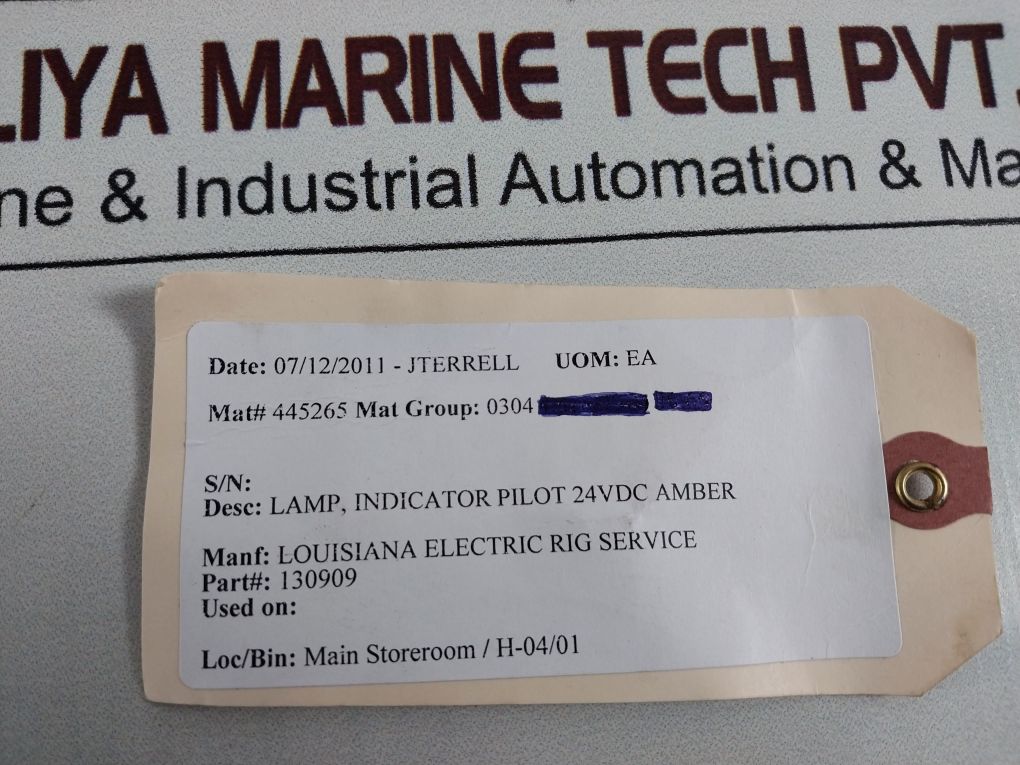 LIYA MARINE TECH PVT.
ne & Industrial Automation & Ma
Date: 07/12/2011 - JTERRELL UOM: EA
Mat# 445265 Mat Group: 0304
S/N:
Desc: LAMP, INDICATOR PILOT 24VDC AMBER
Manf: LOUISIANA ELECTRIC RIG SERVICE
Part#: 130909
Used on:
Loc/Bin: Main Storeroom / H-04/01